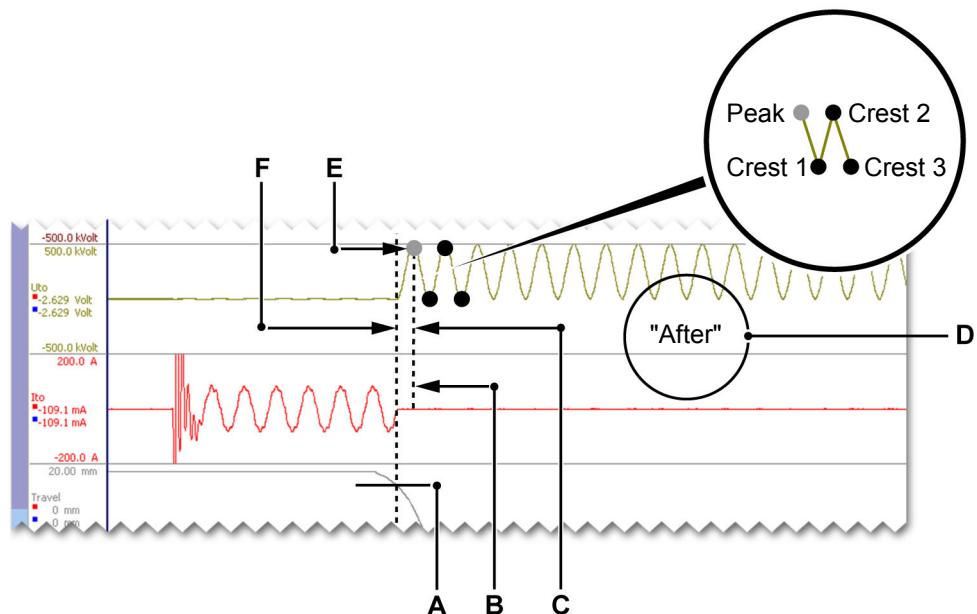 Peak
Crest 2
Crest 1
Crest 3
F
E
-500.0 kVolt
500.0 kVolt
Uto
-2.629 Volt
-2.629 Volt
-500.0 kVolt
"After"
D
200.0 A
Ito
-109.1 mA
-109.1 mA
-200.0 A
20.00 mm
Travel
0 mm
0 mm
A
B
C